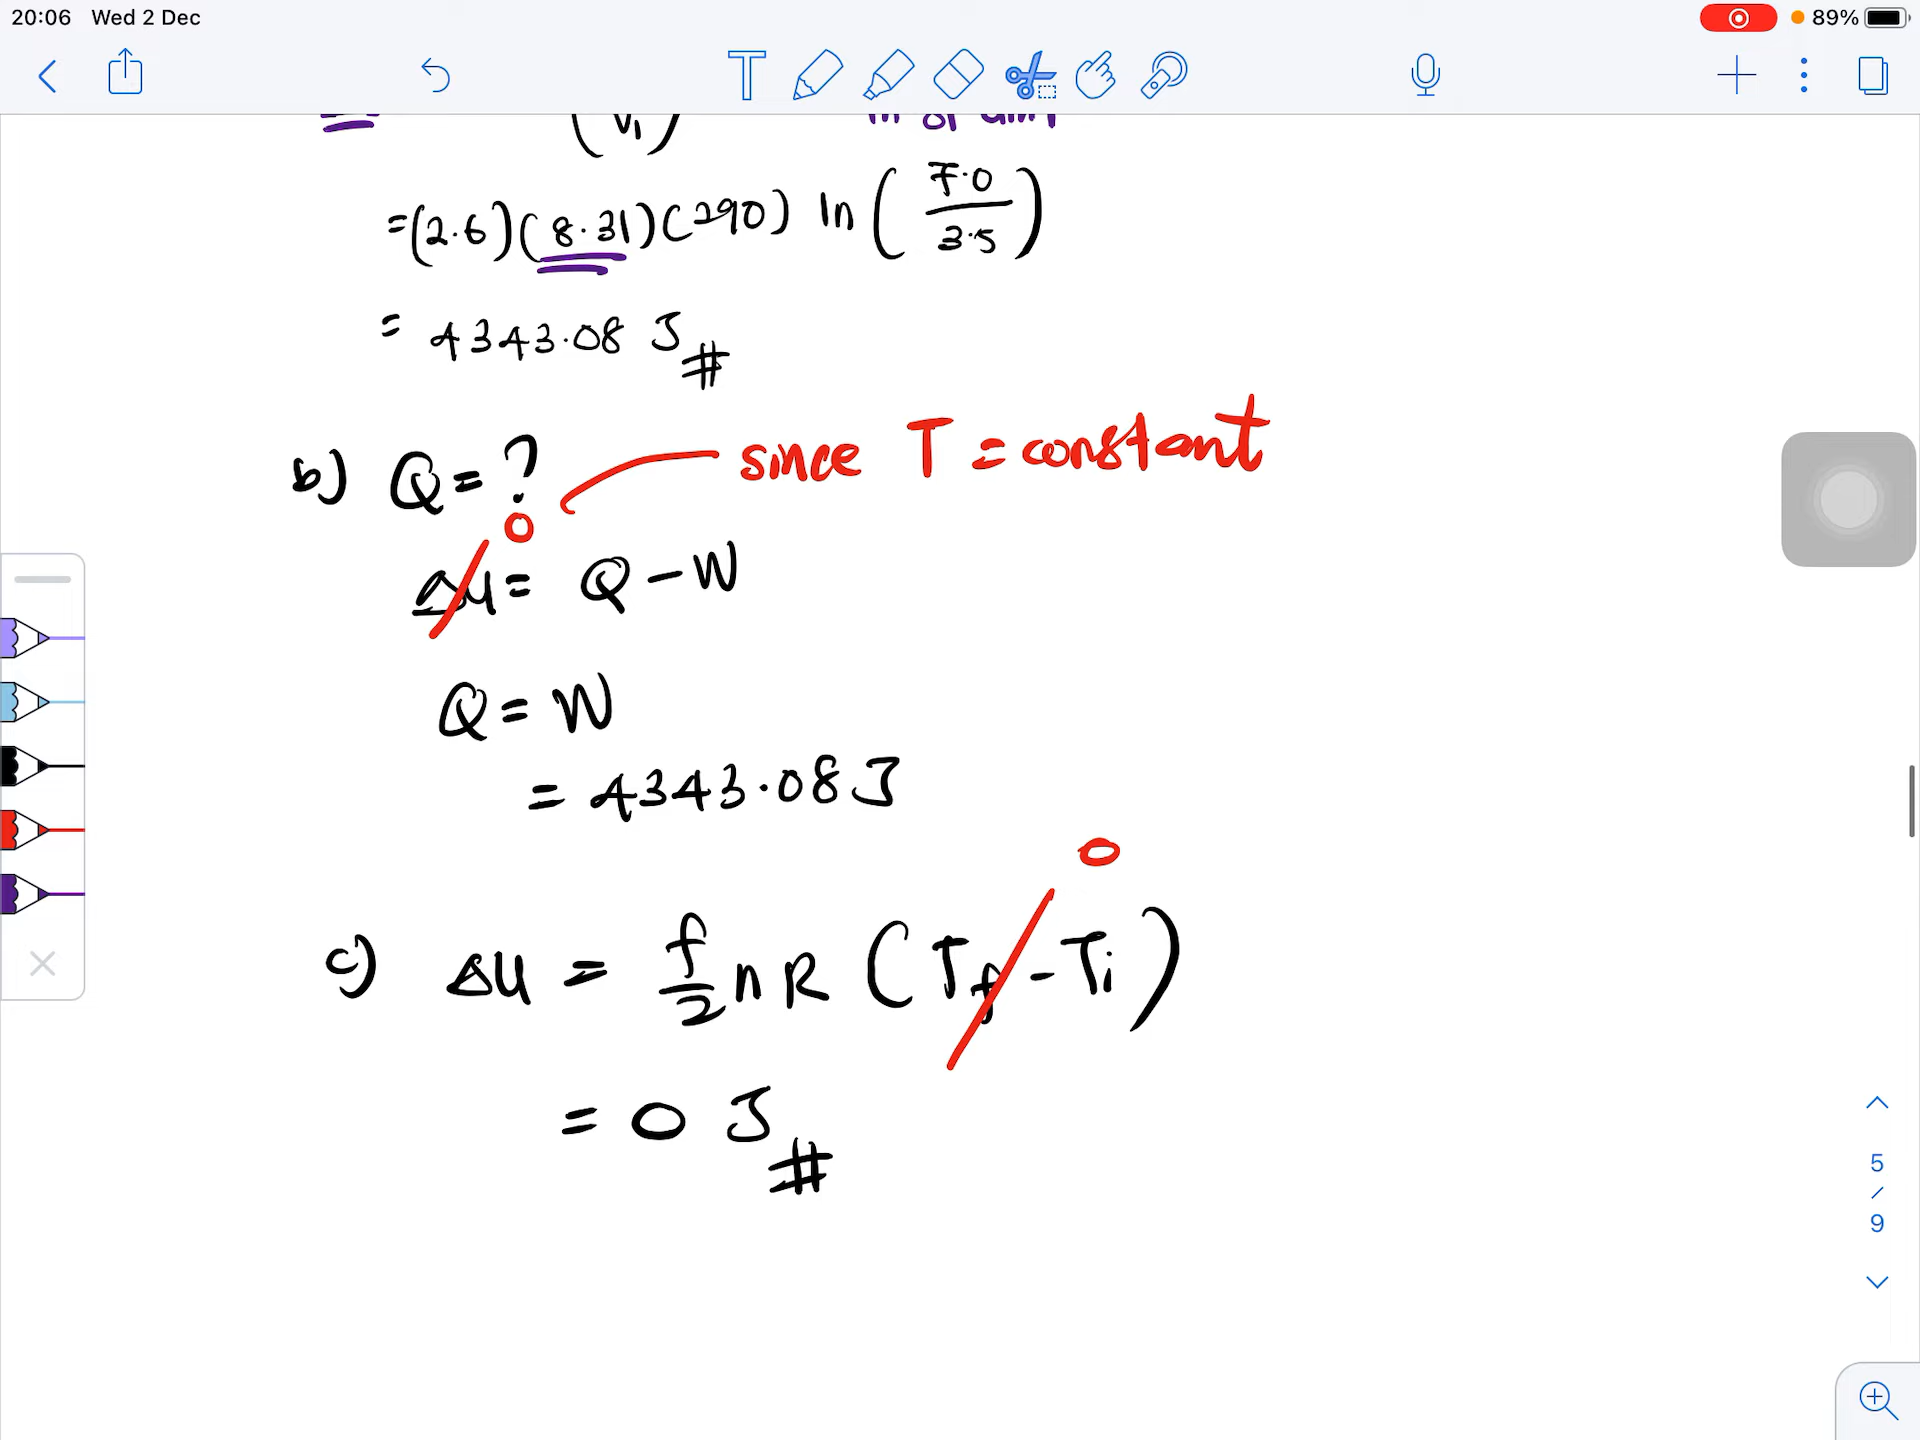 20:06 Wed 2 Dec
89%
(V1)
=(2.6)(8.31)(290) ln (7.0/3.5)
= 4343.08 J #
b) Q = ?
0
since T = constant
ΔU = Q - W
Q = W
= 4343.08 J
0
c) ΔU = f/2 n R (Tf - Ti)
= 0 J #
5
/
9